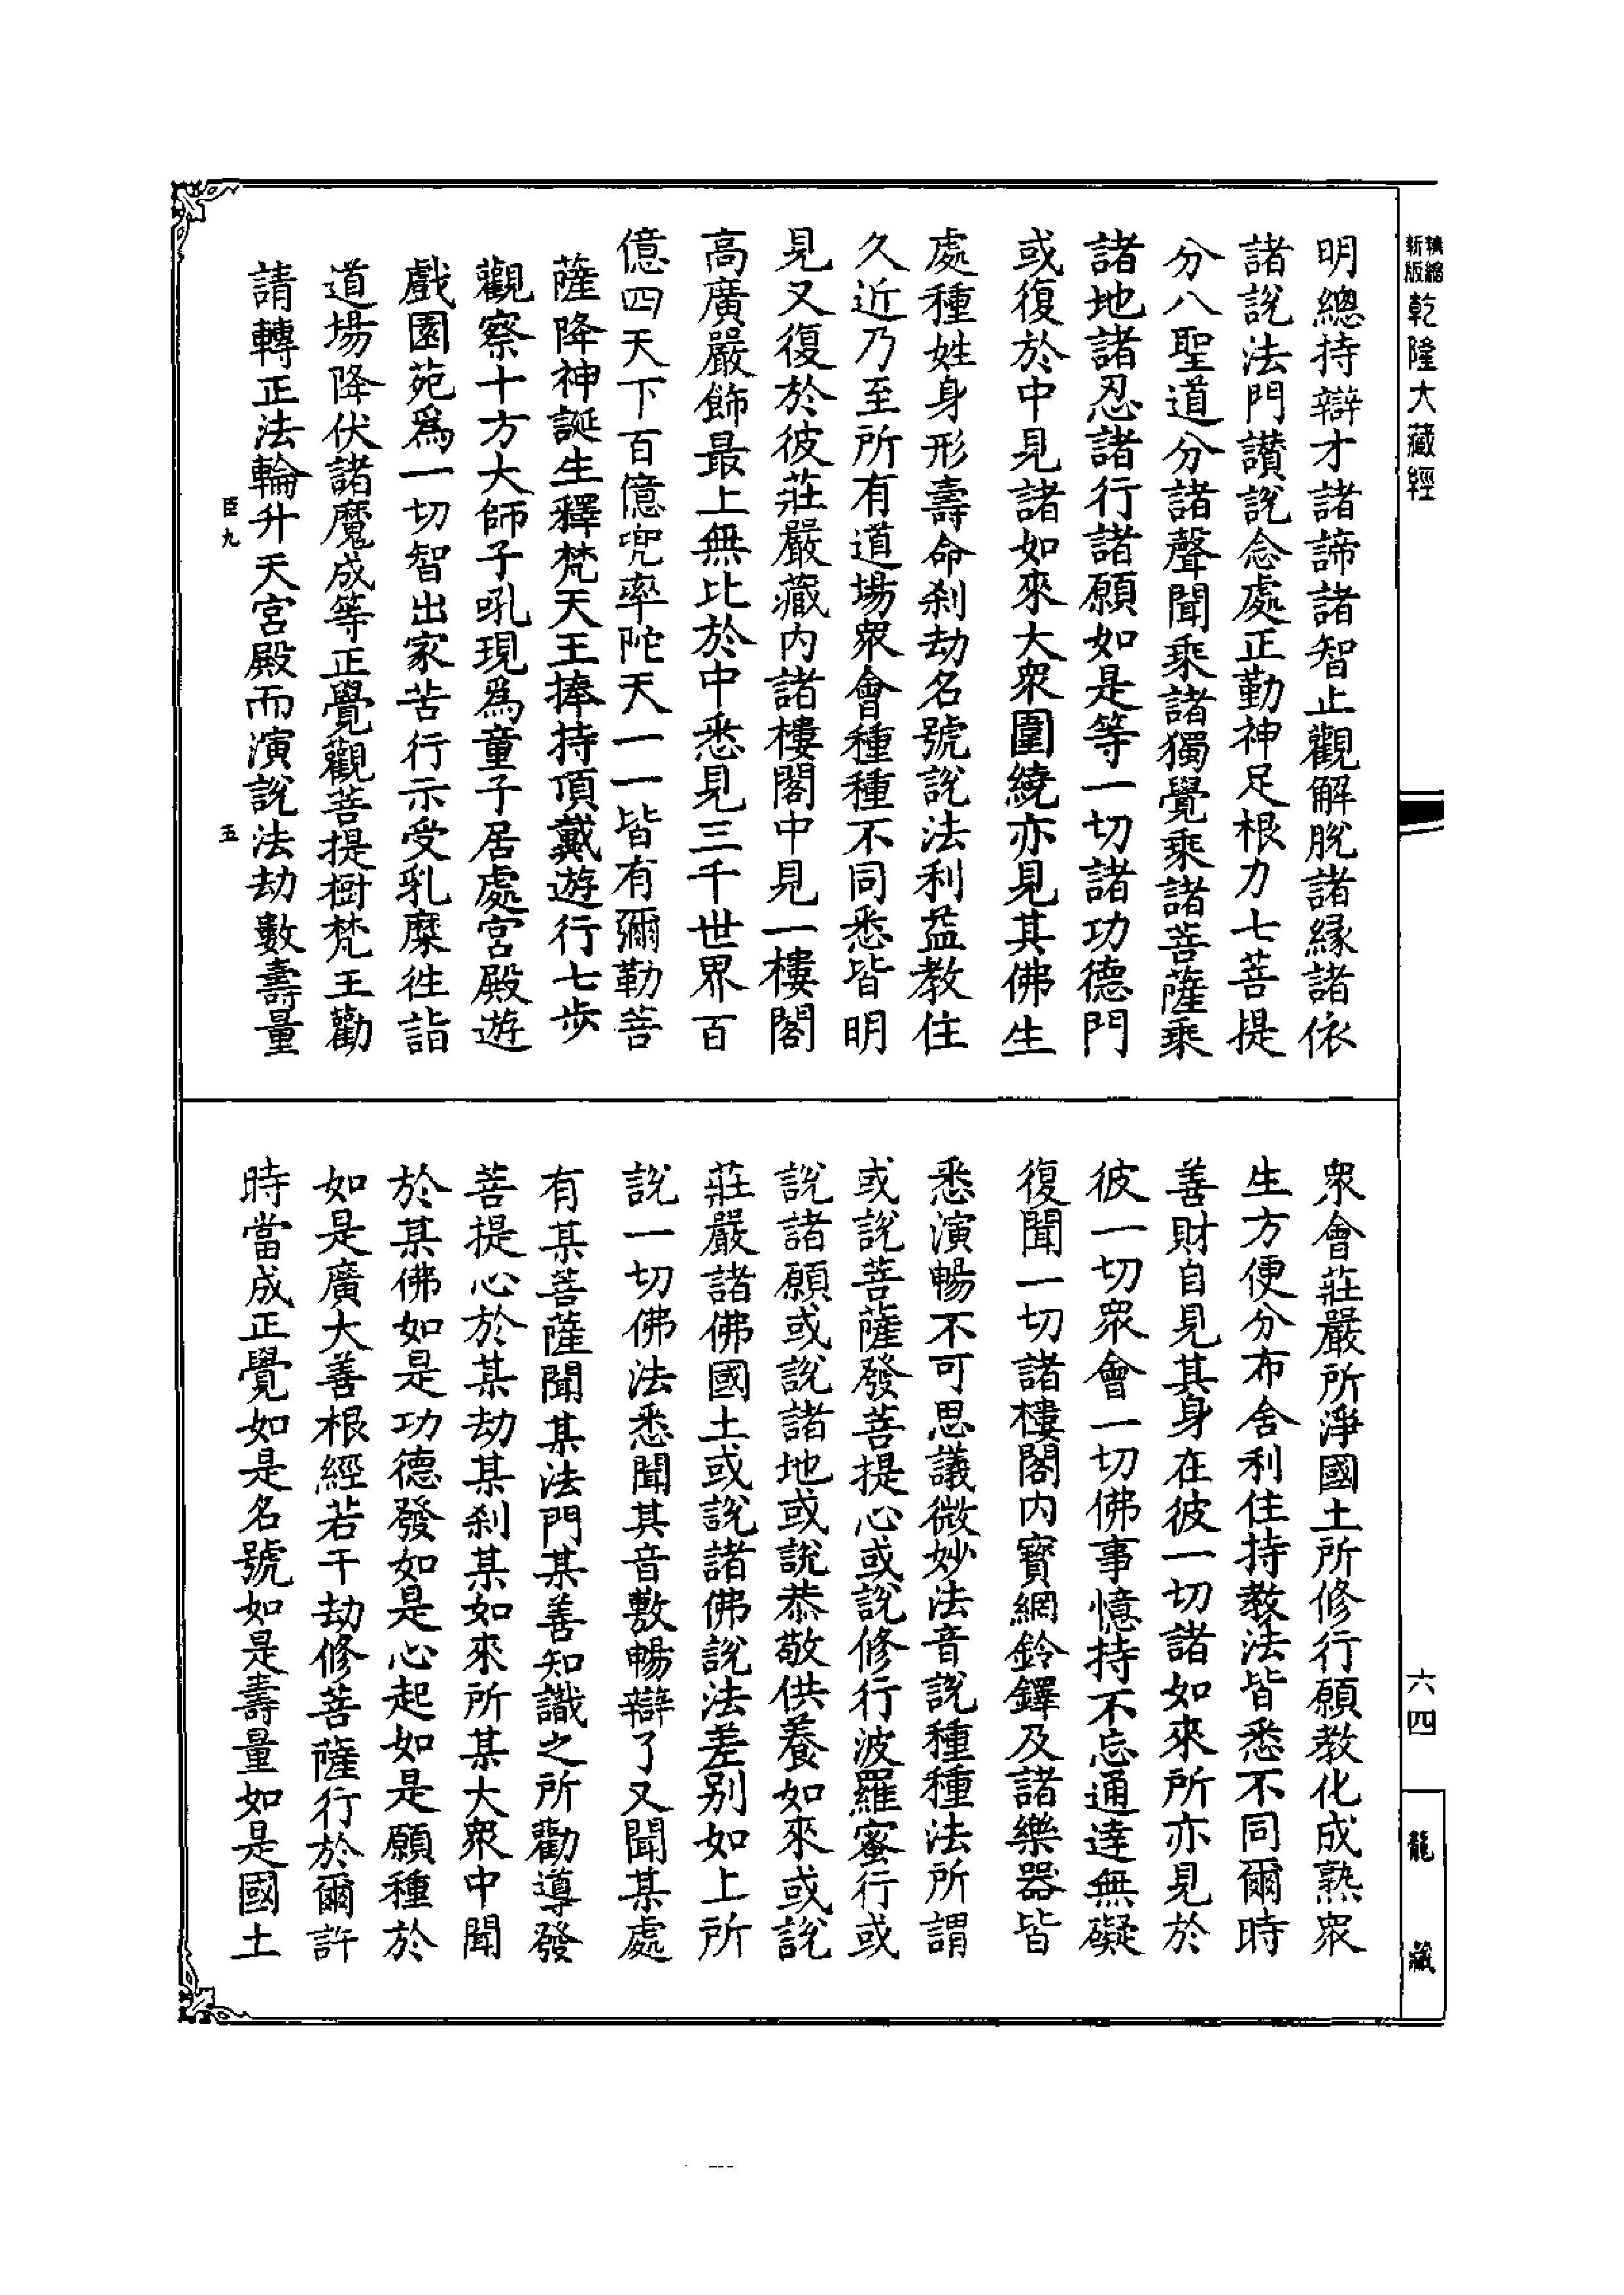 乾隆大藏經
明總持辯才諸諦諸智止觀解脫諸縁諸依
諸說法門讃說念處正勤神足根力七菩提
分八聖道分諸聲聞乘諸獨覺乘諸菩薩乘
諸地諸忍諸行諸願如是等一切諸功德門
或復於中見諸如來大衆圍繞亦見其佛生
處種姓身形壽命剎劫名號說法利益教住
久近乃至所有道場衆會種種不同悉皆明
見又復於彼莊嚴藏内諸樓閣中見一樓閣
高廣嚴飾最上無比於中悉見三千世界百
億四天下百億兜率陀天一一皆有彌勒菩
薩降神誕生釋梵天王捧持頂戴遊行七步
觀察十方大師子吼現爲童子居處宮殿遊
戲園苑爲一切智出家苦行示受乳糜往詣
道場降伏諸魔成等正覺觀菩提樹梵王勸
請轉正法輪升天宮殿而演說法劫數壽量
臣九
五
衆會莊嚴所淨國土所修行願教化成熟衆
生方便分布舍利住持教法皆悉不同爾時
善財自見其身在彼一切諸如來所亦見於
彼一切衆會一切佛事憶持不忘通達無礙
復聞一切諸樓閣内寳網鈴鐸及諸樂器皆
悉演暢不可思議微妙法音說種種法所謂
或說菩薩發菩提心或說修行波羅蜜行或
說諸願或說諸地或說恭敬供養如來或說
莊嚴諸佛國土或說諸佛說法差别如上所
說一切佛法悉聞其音敷暢辯了又聞某處
有某菩薩聞某法門某善知識之所勸導發
菩提心於某劫某剎某如來所某大衆中聞
於某佛如是功德發如是心起如是願種於
如是廣大善根經若干劫修菩薩行於爾許
時當成正覺如是名號如是壽量如是國土
六四
龍藏